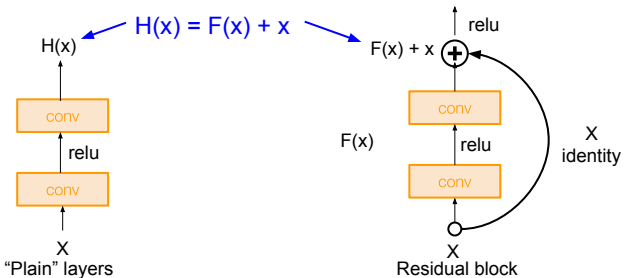 H(x) = F(x) + x
H(x)
conv
relu
conv
X
“Plain” layers
relu
F(x) + x
conv
F(x)
relu
conv
X
identity
X
Residual block